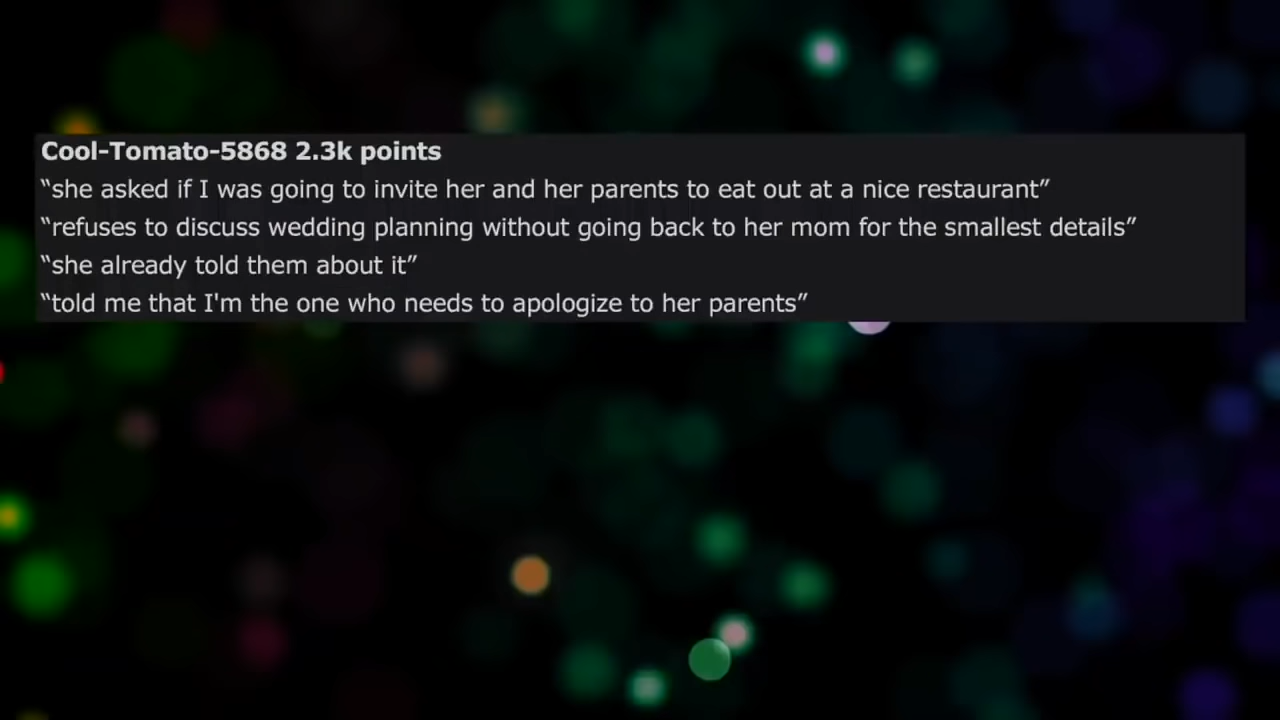 Cool-Tomato-5868 2.3k points
“she asked if I was going to invite her and her parents to eat out at a nice restaurant”
“refuses to discuss wedding planning without going back to her mom for the smallest details”
“she already told them about it”
“told me that I'm the one who needs to apologize to her parents”